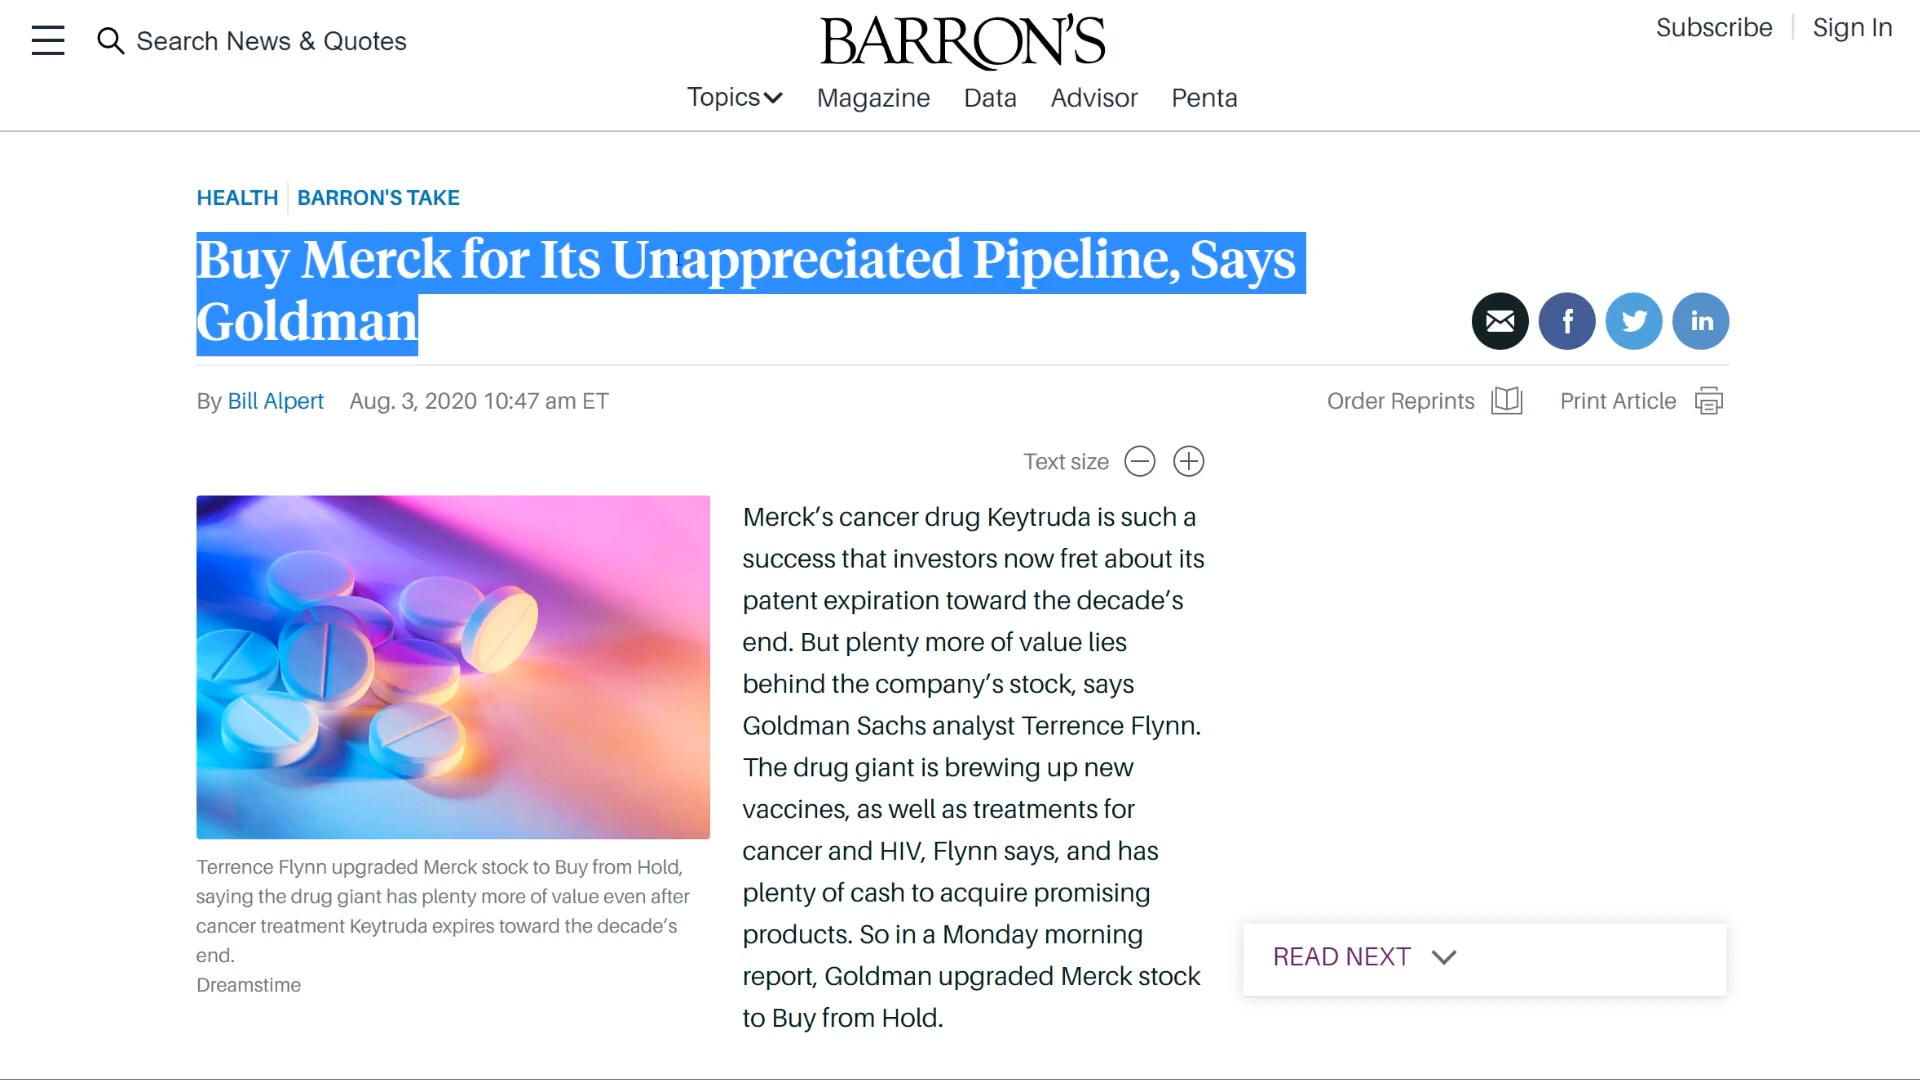 Search News & Quotes
BARRON'S
Subscribe
Sign In
Topics
Magazine
Data
Advisor
Penta
HEALTH
BARRON'S TAKE
Buy Merck for Its Unappreciated Pipeline, Says
Goldman
f
in
By Bill Alpert
Aug. 3, 2020 10:47 am ET
Order Reprints
Print Article
Text size
Terrence Flynn upgraded Merck stock to Buy from Hold,
saying the drug giant has plenty more of value even after
cancer treatment Keytruda expires toward the decade’s
end.
Dreamstime
Merck’s cancer drug Keytruda is such a
success that investors now fret about its
patent expiration toward the decade’s
end. But plenty more of value lies
behind the company’s stock, says
Goldman Sachs analyst Terrence Flynn.
The drug giant is brewing up new
vaccines, as well as treatments for
cancer and HIV, Flynn says, and has
plenty of cash to acquire promising
products. So in a Monday morning
report, Goldman upgraded Merck stock
to Buy from Hold.
READ NEXT